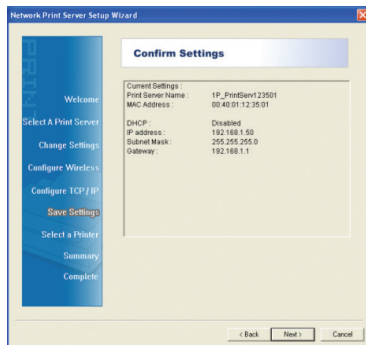 Network Print Server Setup Wizard
PRINT
Confirm Settings
Welcome
Select A Print Server
Change Settings
Configure Wireless
Configure TCP / IP
Save Settings
Select a Printer
Summary
Complete
Current Settings :
Print Server Name : 1P_PrintServ123501
MAC Address : 00:40:01:12:35:01
DHCP : Disabled
IP address : 192.168.1.50
Subnet Mask : 255.255.255.0
Gateway : 192.168.1.1
< Back Next > Cancel